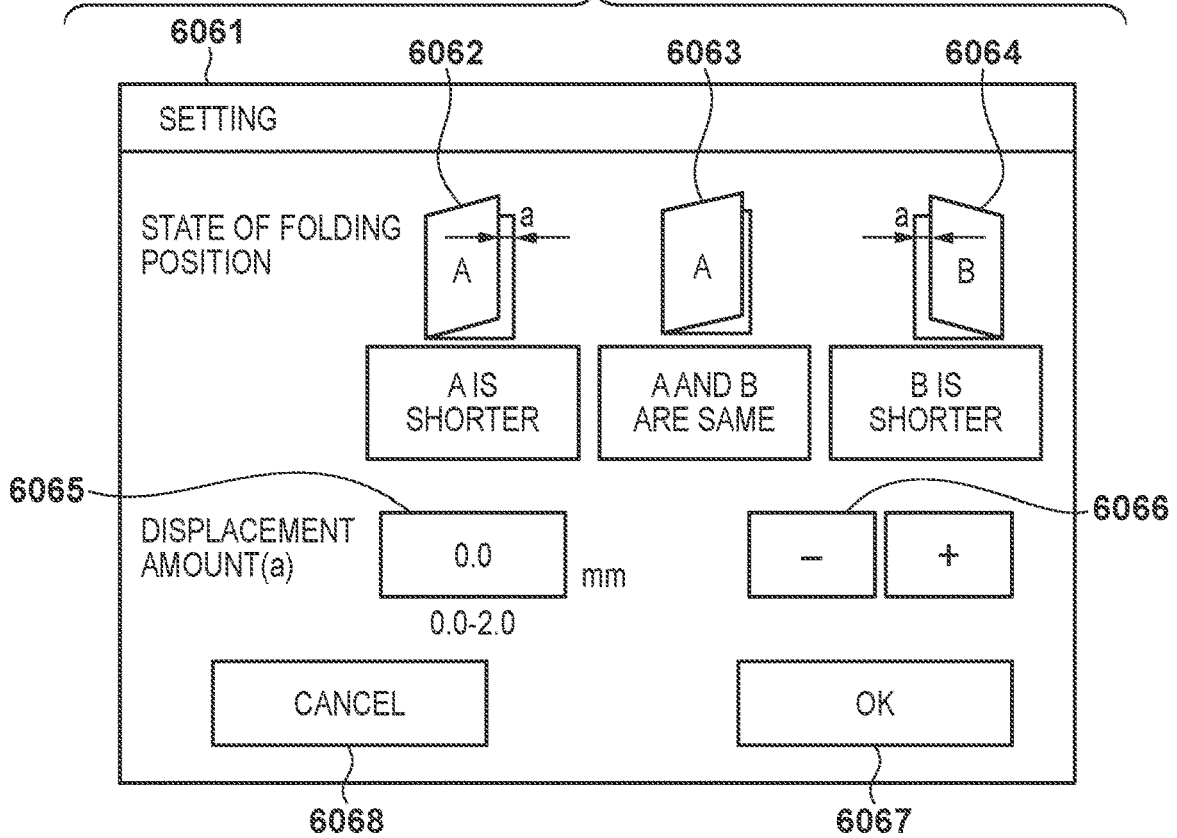 6061
6062
6063
6064
SETTING
STATE OF FOLDING
POSITION
a
A
A
a
B
A IS
SHORTER
A AND B
ARE SAME
B IS
SHORTER
6065
6066
DISPLACEMENT
AMOUNT(a)
0.0
mm
0.0-2.0
−
+
CANCEL
OK
6068
6067